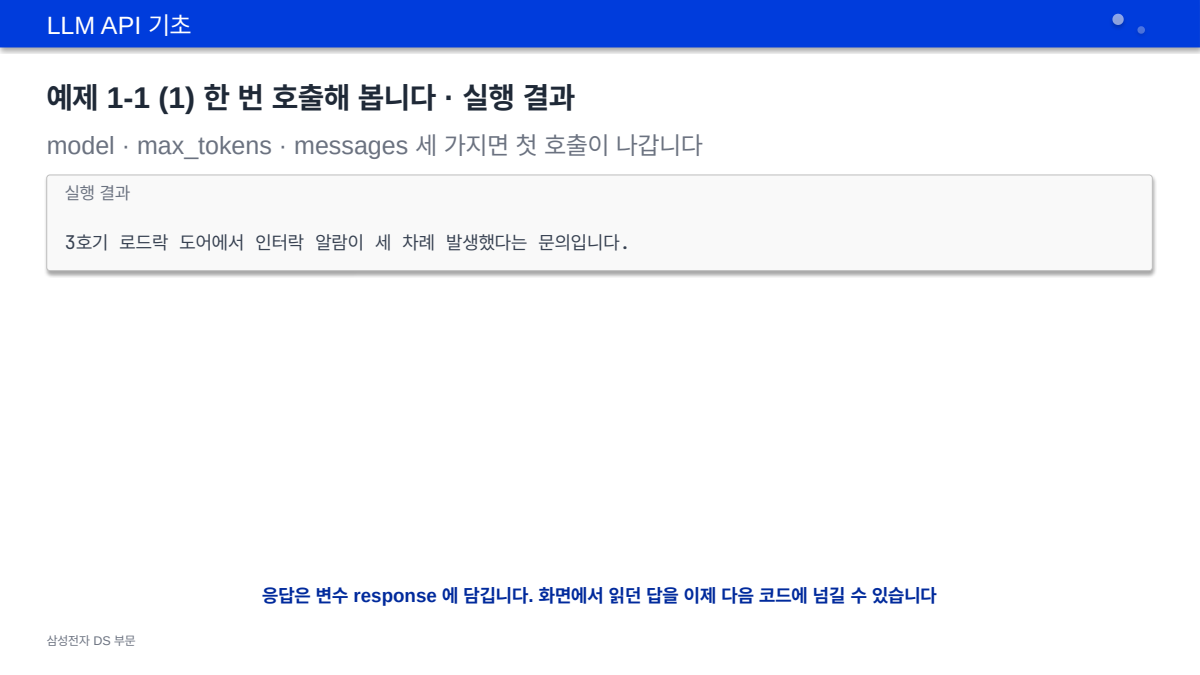 LLM API 기초
예제 1-1 (1) 한 번 호출해 봅니다 · 실행 결과
model · max_tokens · messages 세 가지면 첫 호출이 나갑니다
실행 결과
3호기 로드락 도어에서 인터락 알람이 세 차례 발생했다는 문의입니다.
응답은 변수 response 에 담깁니다. 화면에서 읽던 답을 이제 다음 코드에 넘길 수 있습니다
삼성전자 DS 부문